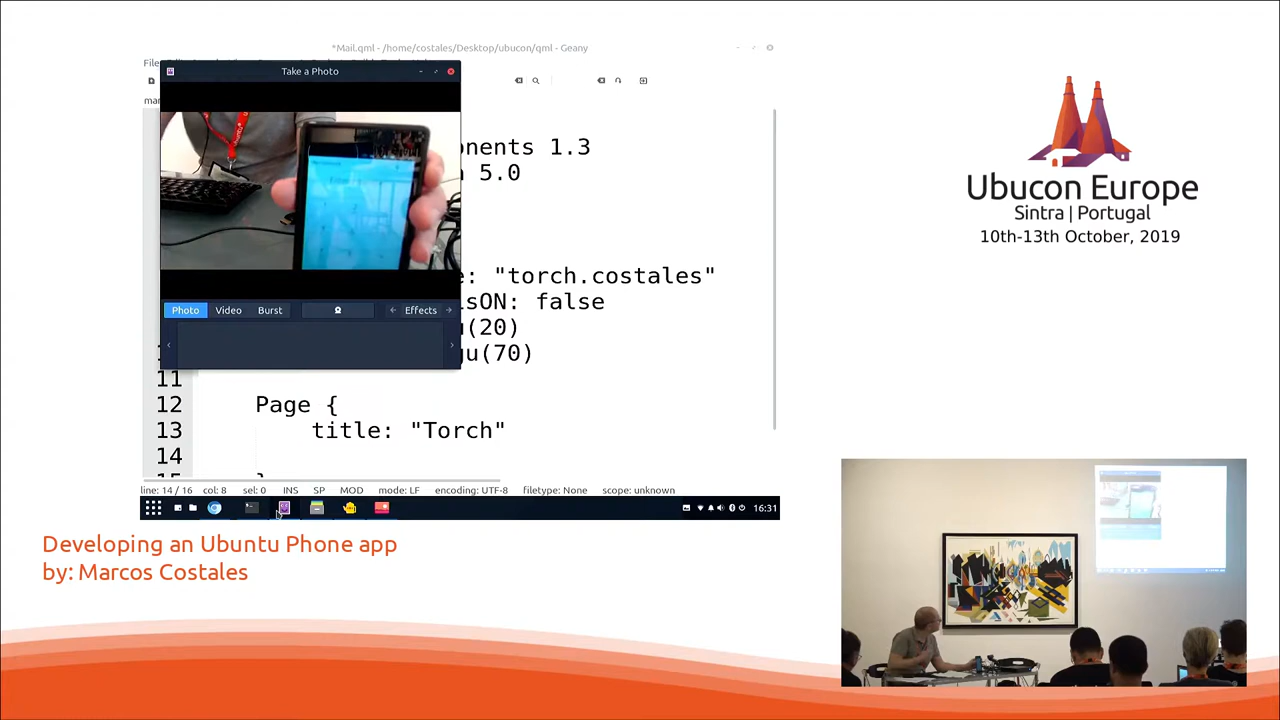 *Mail.qml - /home/costales/Desktop/ubucon/qml - Geany
Take a Photo
onents 1.3
5.0
: "torch.costales"
sON: false
(20)
gu(70)
Photo
Video
Burst
Effects
11
12 Page {
13 title: "Torch"
14
line: 14 / 16 col: 8 sel: 0 INS SP MOD mode: LF encoding: UTF-8 filetype: None scope: unknown
16:31
Ubucon Europe
Sintra | Portugal
10th-13th October, 2019
Developing an Ubuntu Phone app
by: Marcos Costales